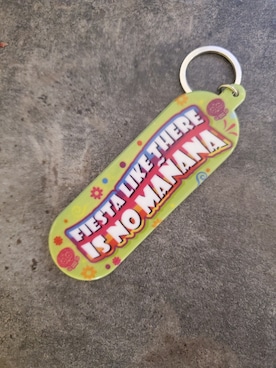 FIESTA LIKE THERE
IS NO MAÑANA